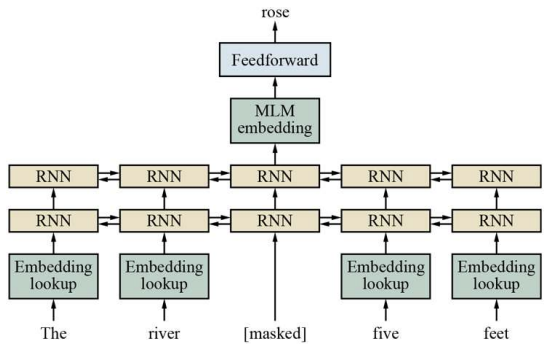 rose
Feedforward
MLM
embedding
RNN RNN RNN RNN RNN
RNN RNN RNN RNN RNN
Embedding Embedding Embedding Embedding
lookup lookup lookup lookup
The river [masked] five feet